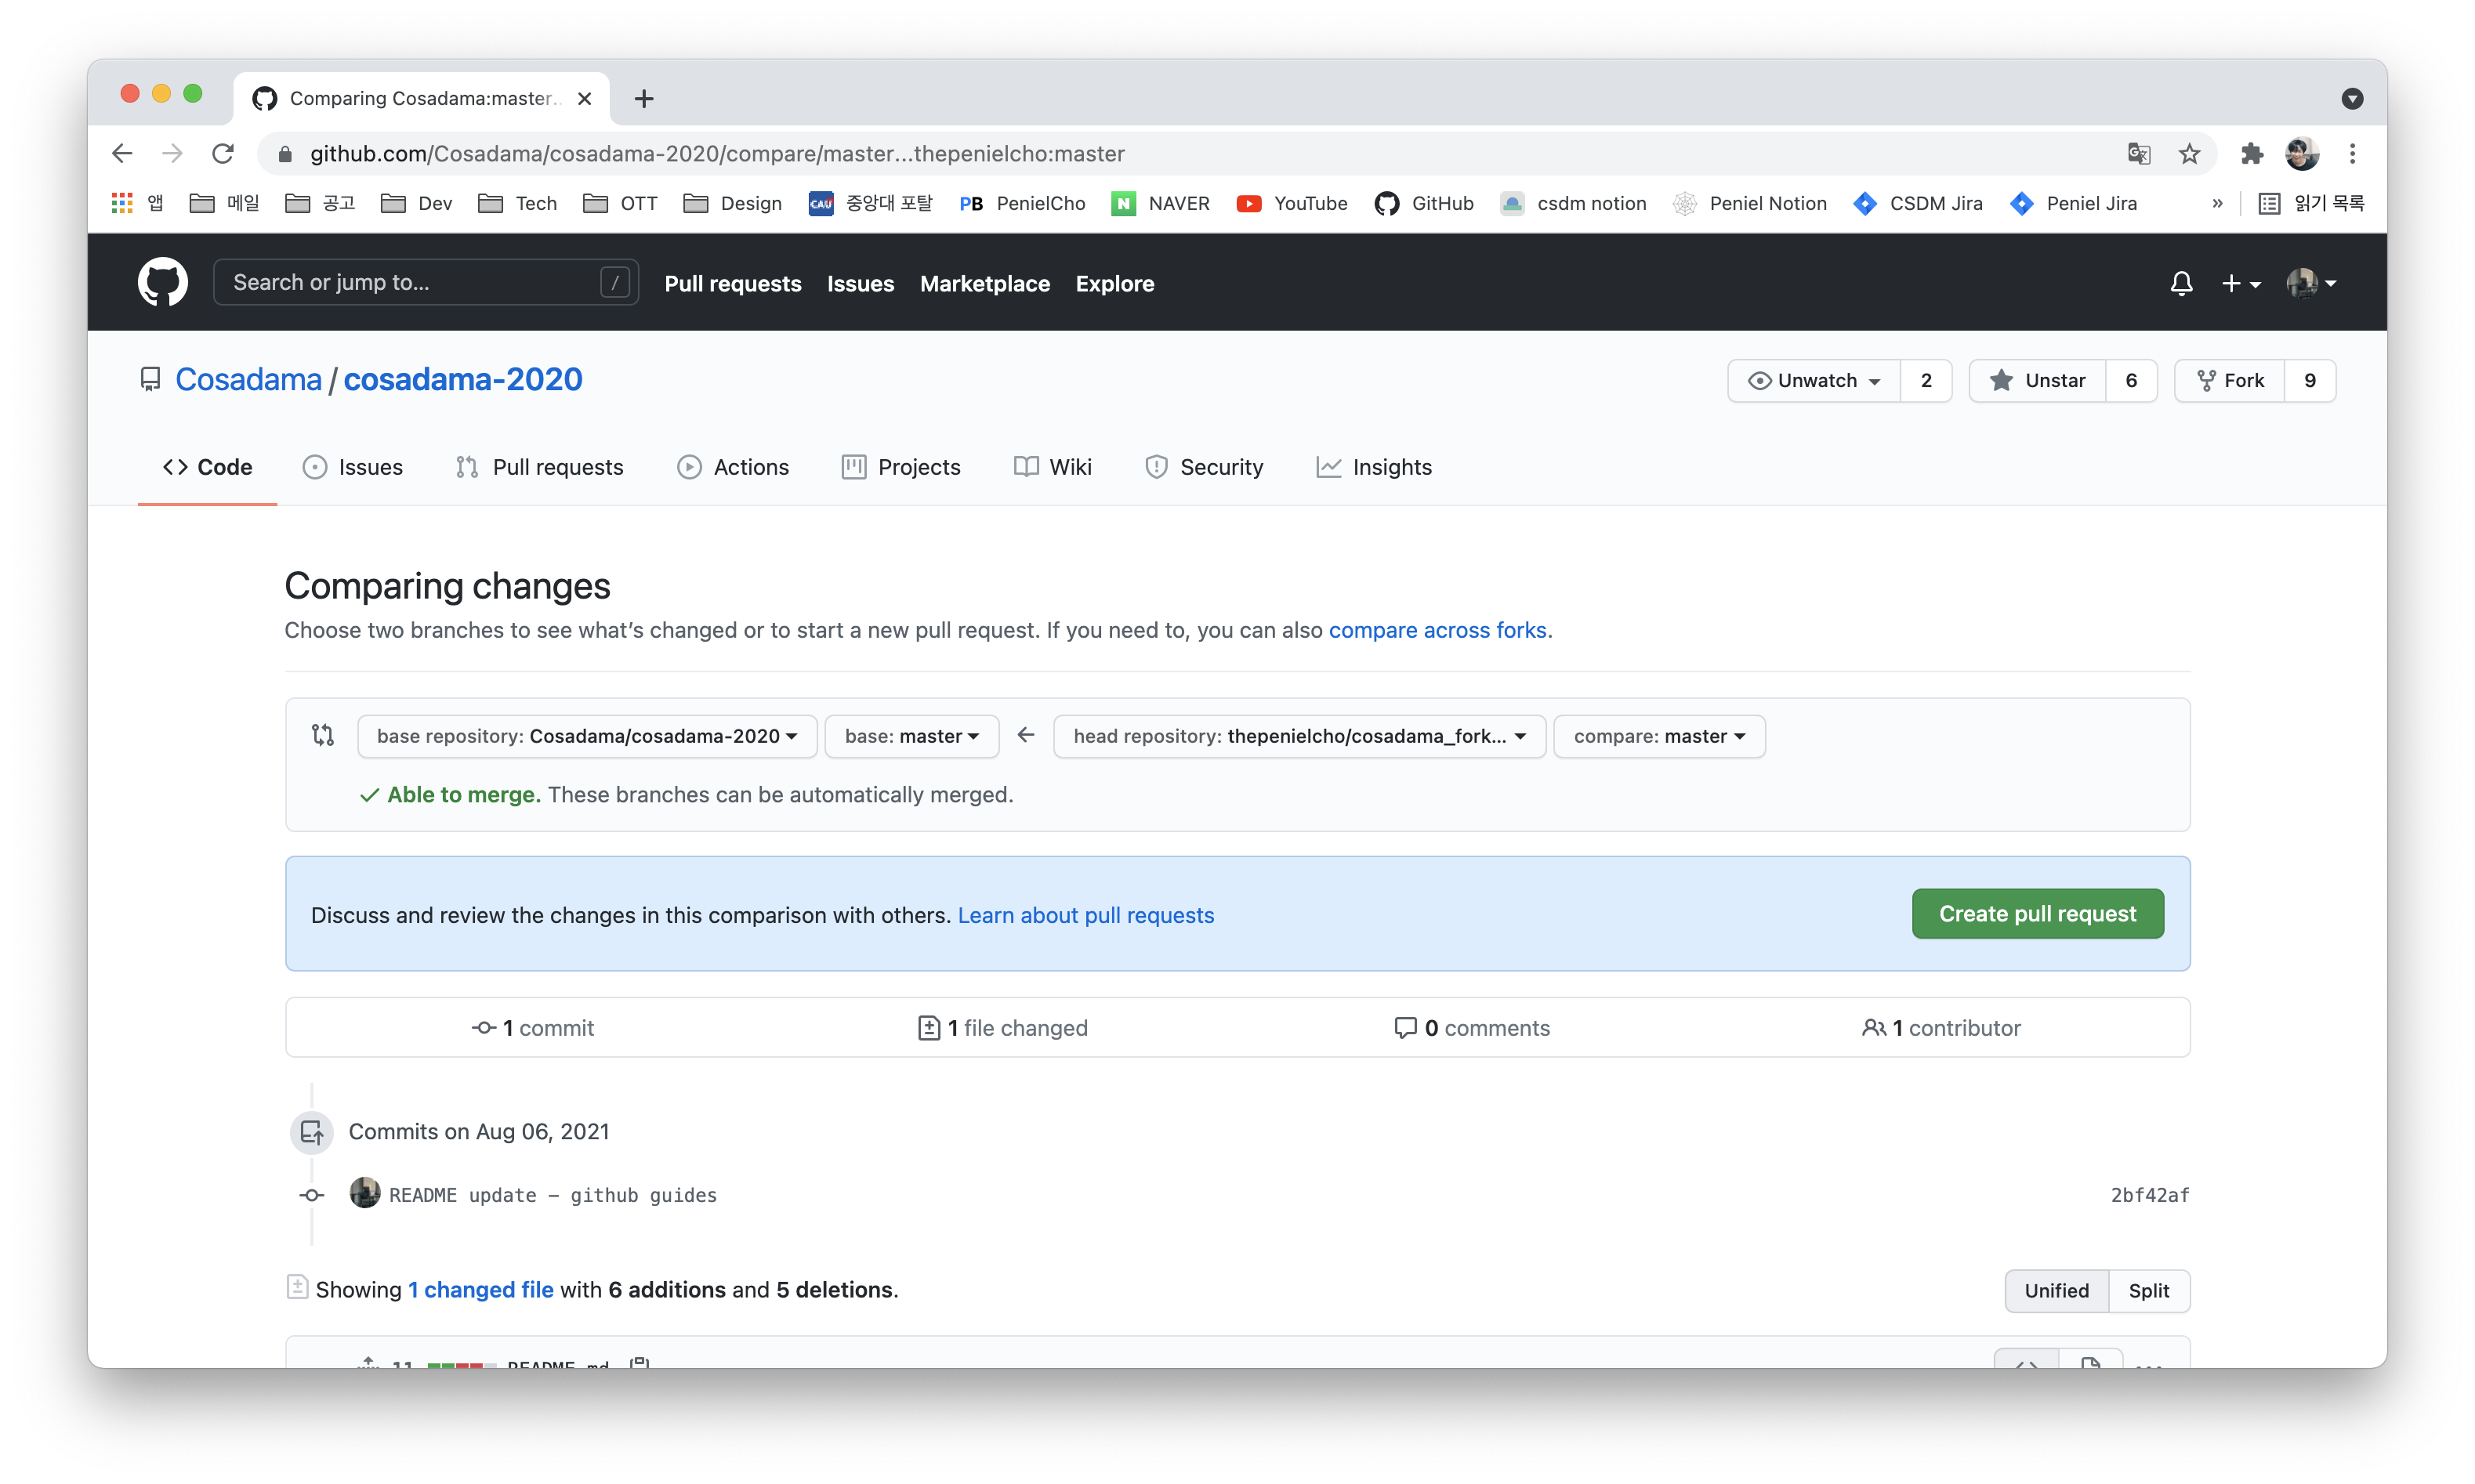 Comparing Cosadama:master..
github.com/Cosadama/cosadama-2020/compare/master...thepenielcho:master
앱 메일 공고 Dev Tech OTT Design CAU 중앙대 포탈 PB PenielCho N NAVER YouTube GitHub csdm notion Peniel Notion CSDM Jira Peniel Jira » 읽기 목록
Search or jump to... / Pull requests Issues Marketplace Explore
Cosadama / cosadama-2020 Unwatch 2 Unstar 6 Fork 9
Code Issues Pull requests Actions Projects Wiki Security Insights
Comparing changes
Choose two branches to see what’s changed or to start a new pull request. If you need to, you can also compare across forks.
base repository: Cosadama/cosadama-2020 base: master head repository: thepenielcho/cosadama_fork... compare: master
Able to merge. These branches can be automatically merged.
Discuss and review the changes in this comparison with others. Learn about pull requests Create pull request
1 commit 1 file changed 0 comments 1 contributor
Commits on Aug 06, 2021
README update – github guides 2bf42af
Showing 1 changed file with 6 additions and 5 deletions. Unified Split
11 README.md